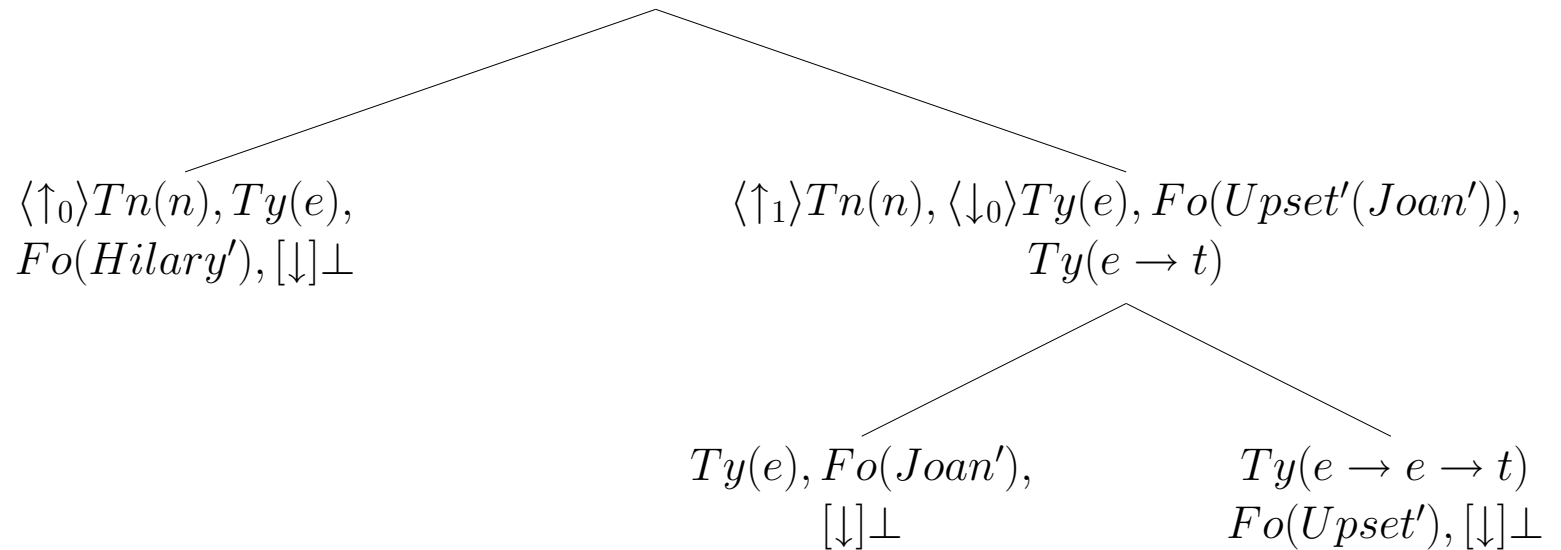 ⟨↑₀⟩Tn(n), Ty(e),
Fo(Hilary′), [↓]⊥
⟨↑₁⟩Tn(n), ⟨↓₀⟩Ty(e), Fo(Upset′(Joan′)),
Ty(e → t)
Ty(e), Fo(Joan′),
[↓]⊥
Ty(e → e → t)
Fo(Upset′), [↓]⊥